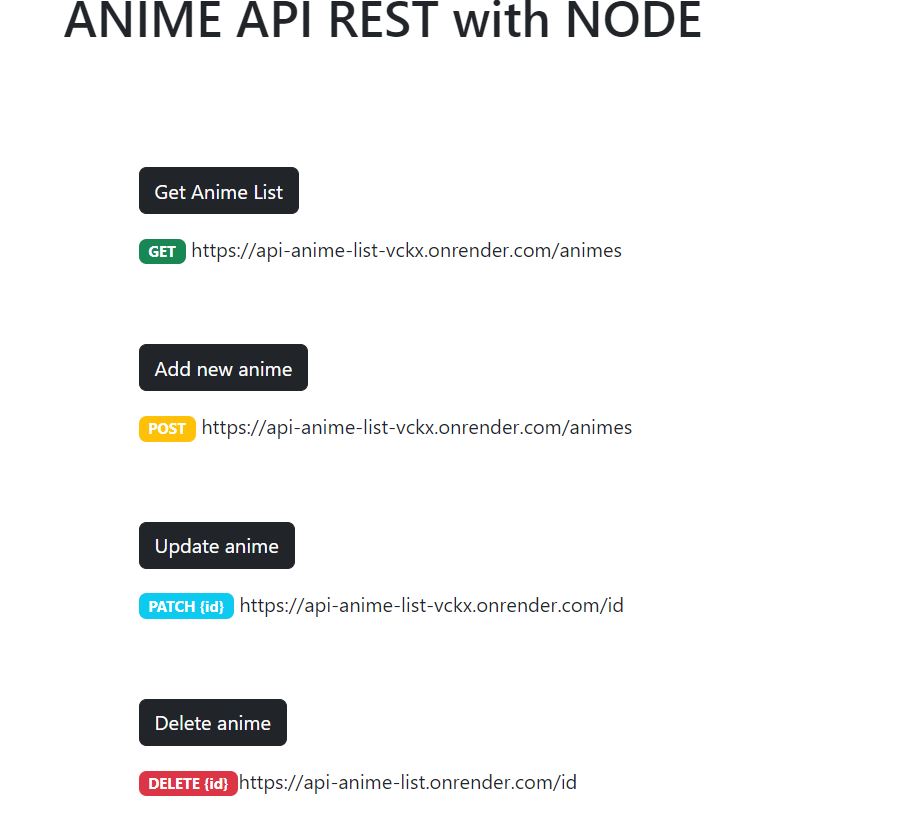 ANIME API REST with NODE
Get Anime List
GET https://api-anime-list-vckx.onrender.com/animes
Add new anime
POST https://api-anime-list-vckx.onrender.com/animes
Update anime
PATCH {id} https://api-anime-list-vckx.onrender.com/id
Delete anime
DELETE {id} https://api-anime-list.onrender.com/id